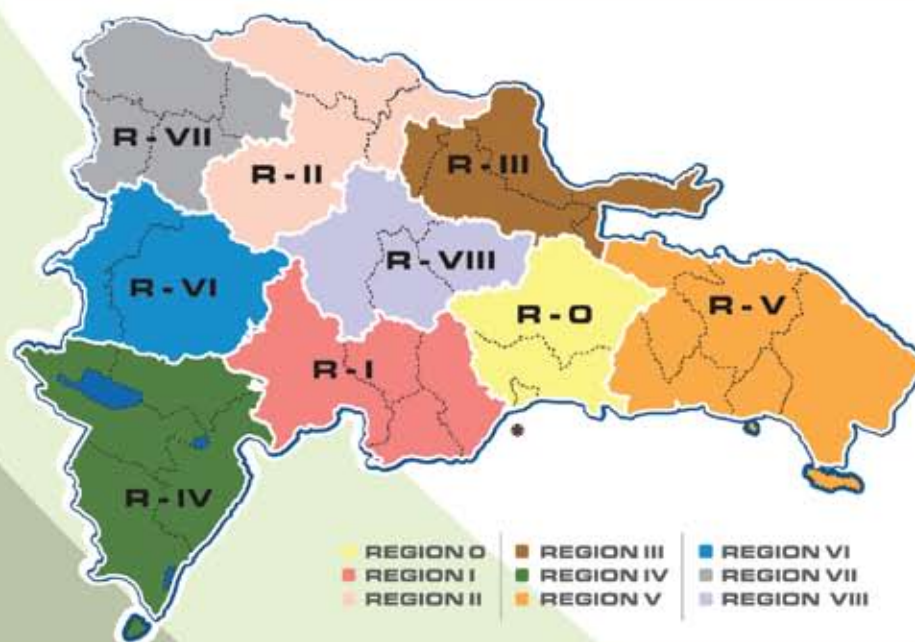 R - VII
R - II
R - III
R - VI
R - VIII
R - O
R - V
R - I
R - IV
REGION O
REGION I
REGION II
REGION III
REGION IV
REGION V
REGION VI
REGION VII
REGION VIII